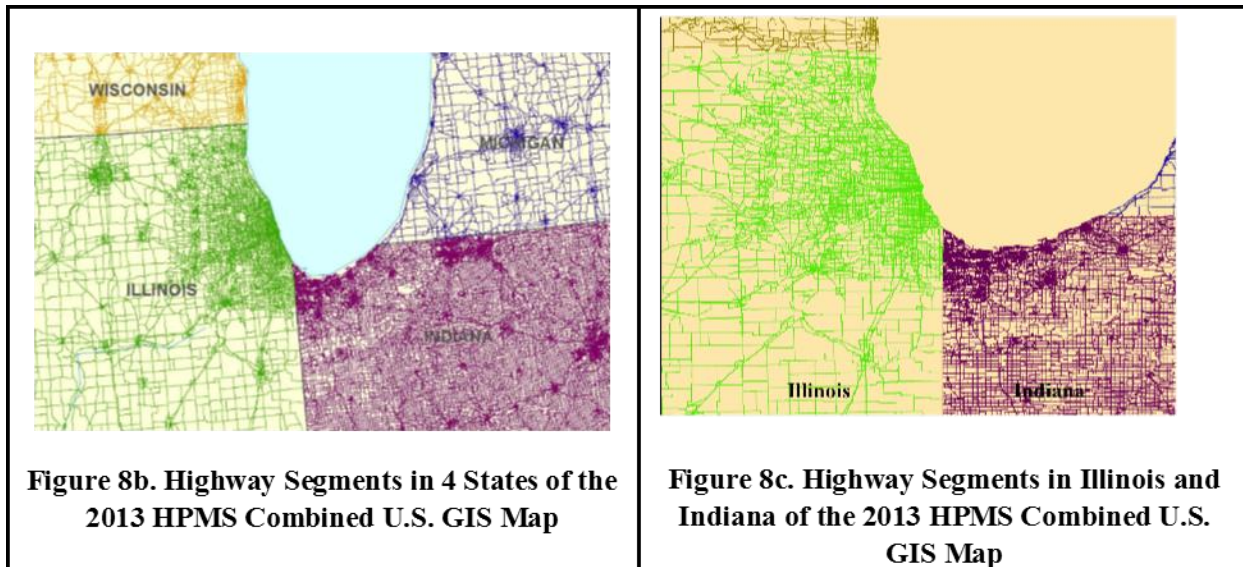 WISCONSIN
MICHIGAN
ILLINOIS
INDIANA
Figure 8b. Highway Segments in 4 States of the
2013 HPMS Combined U.S. GIS Map
Illinois
Indiana
Figure 8c. Highway Segments in Illinois and
Indiana of the 2013 HPMS Combined U.S.
GIS Map